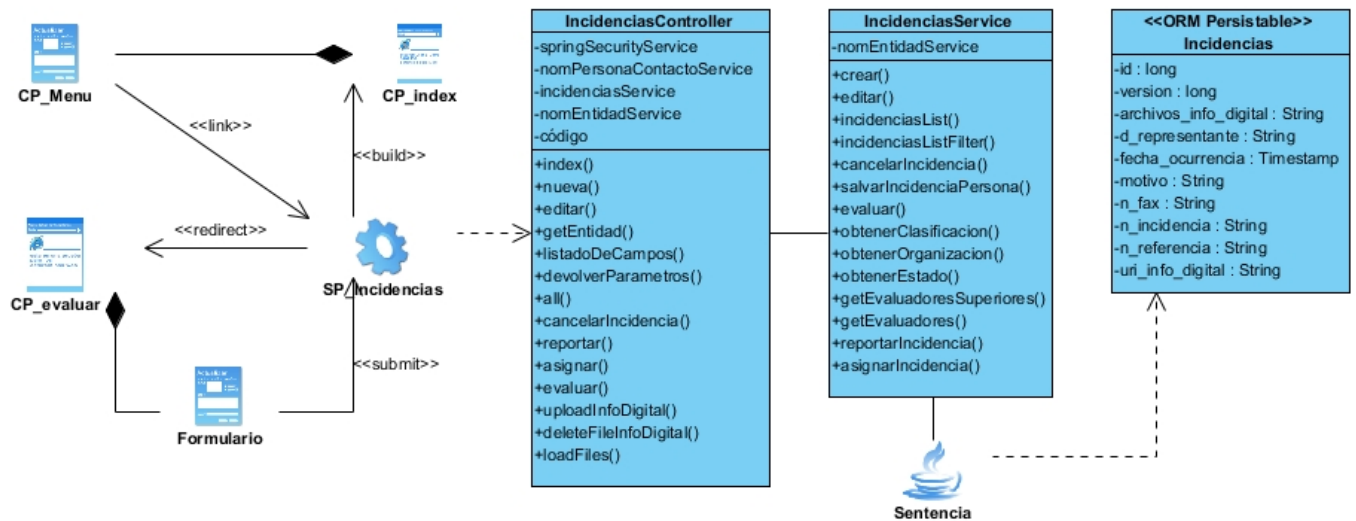 CP_Menu
CP_index
<<link>>
<<build>>
<<redirect>>
CP_evaluar
SP_Incidencias
<<submit>>
Formulario
IncidenciasController
-springSecurityService
-nomPersonaContactoService
-incidenciasService
-nomEntidadService
-código
+index()
+nueva()
+editar()
+getEntidad()
+listadoDeCampos()
+devolverParametros()
+all()
+cancelarIncidencia()
+reportar()
+asignar()
+evaluar()
+uploadInfoDigital()
+deleteFileInfoDigital()
+loadFiles()
IncidenciasService
-nomEntidadService
+crear()
+editar()
+incidenciasList()
+incidenciasListFilter()
+cancelarIncidencia()
+salvarIncidenciaPersona()
+evaluar()
+obtenerClasificacion()
+obtenerOrganizacion()
+obtenerEstado()
+getEvaluadoresSuperiores()
+getEvaluadores()
+reportarIncidencia()
+asignarIncidencia()
Sentencia
<<ORM Persistable>>
Incidencias
-id : long
-version : long
-archivos_info_digital : String
-d_representante : String
-fecha_ocurrencia : Timestamp
-motivo : String
-n_fax : String
-n_incidencia : String
-n_referencia : String
-uri_info_digital : String